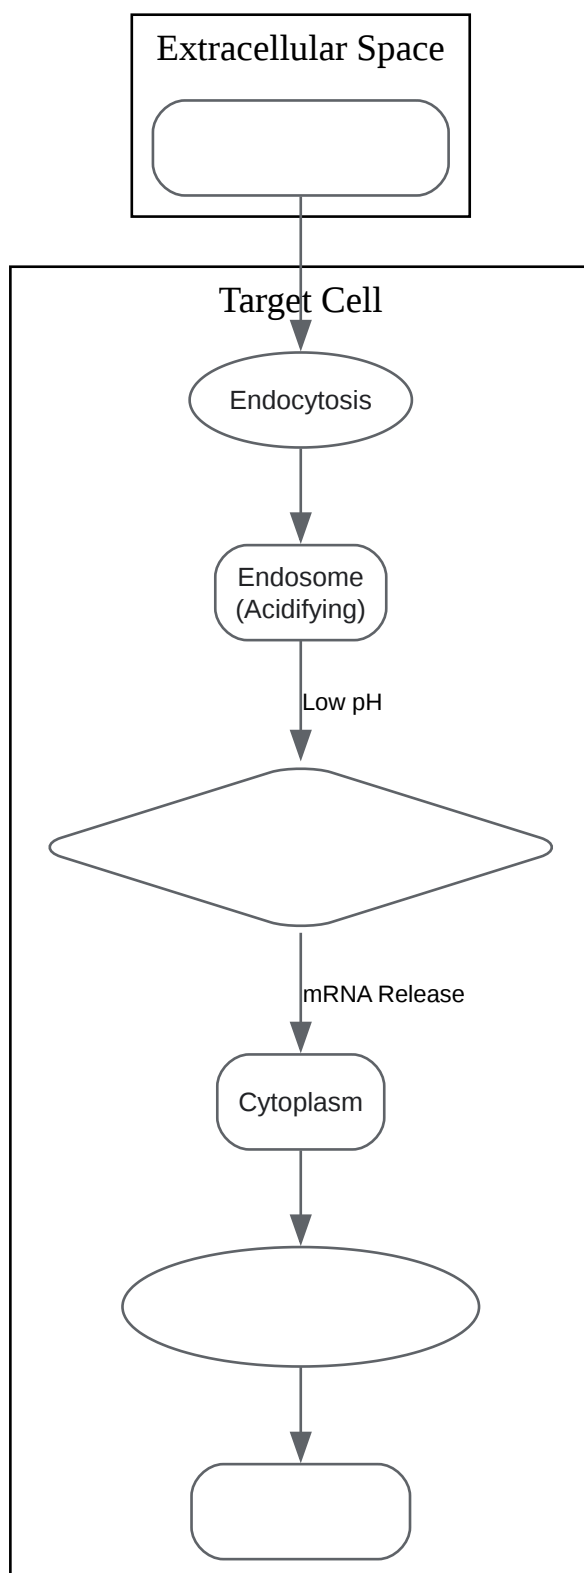 Extracellular Space
Target Cell
Endocytosis
Endosome
(Acidifying)
Low pH
mRNA Release
Cytoplasm